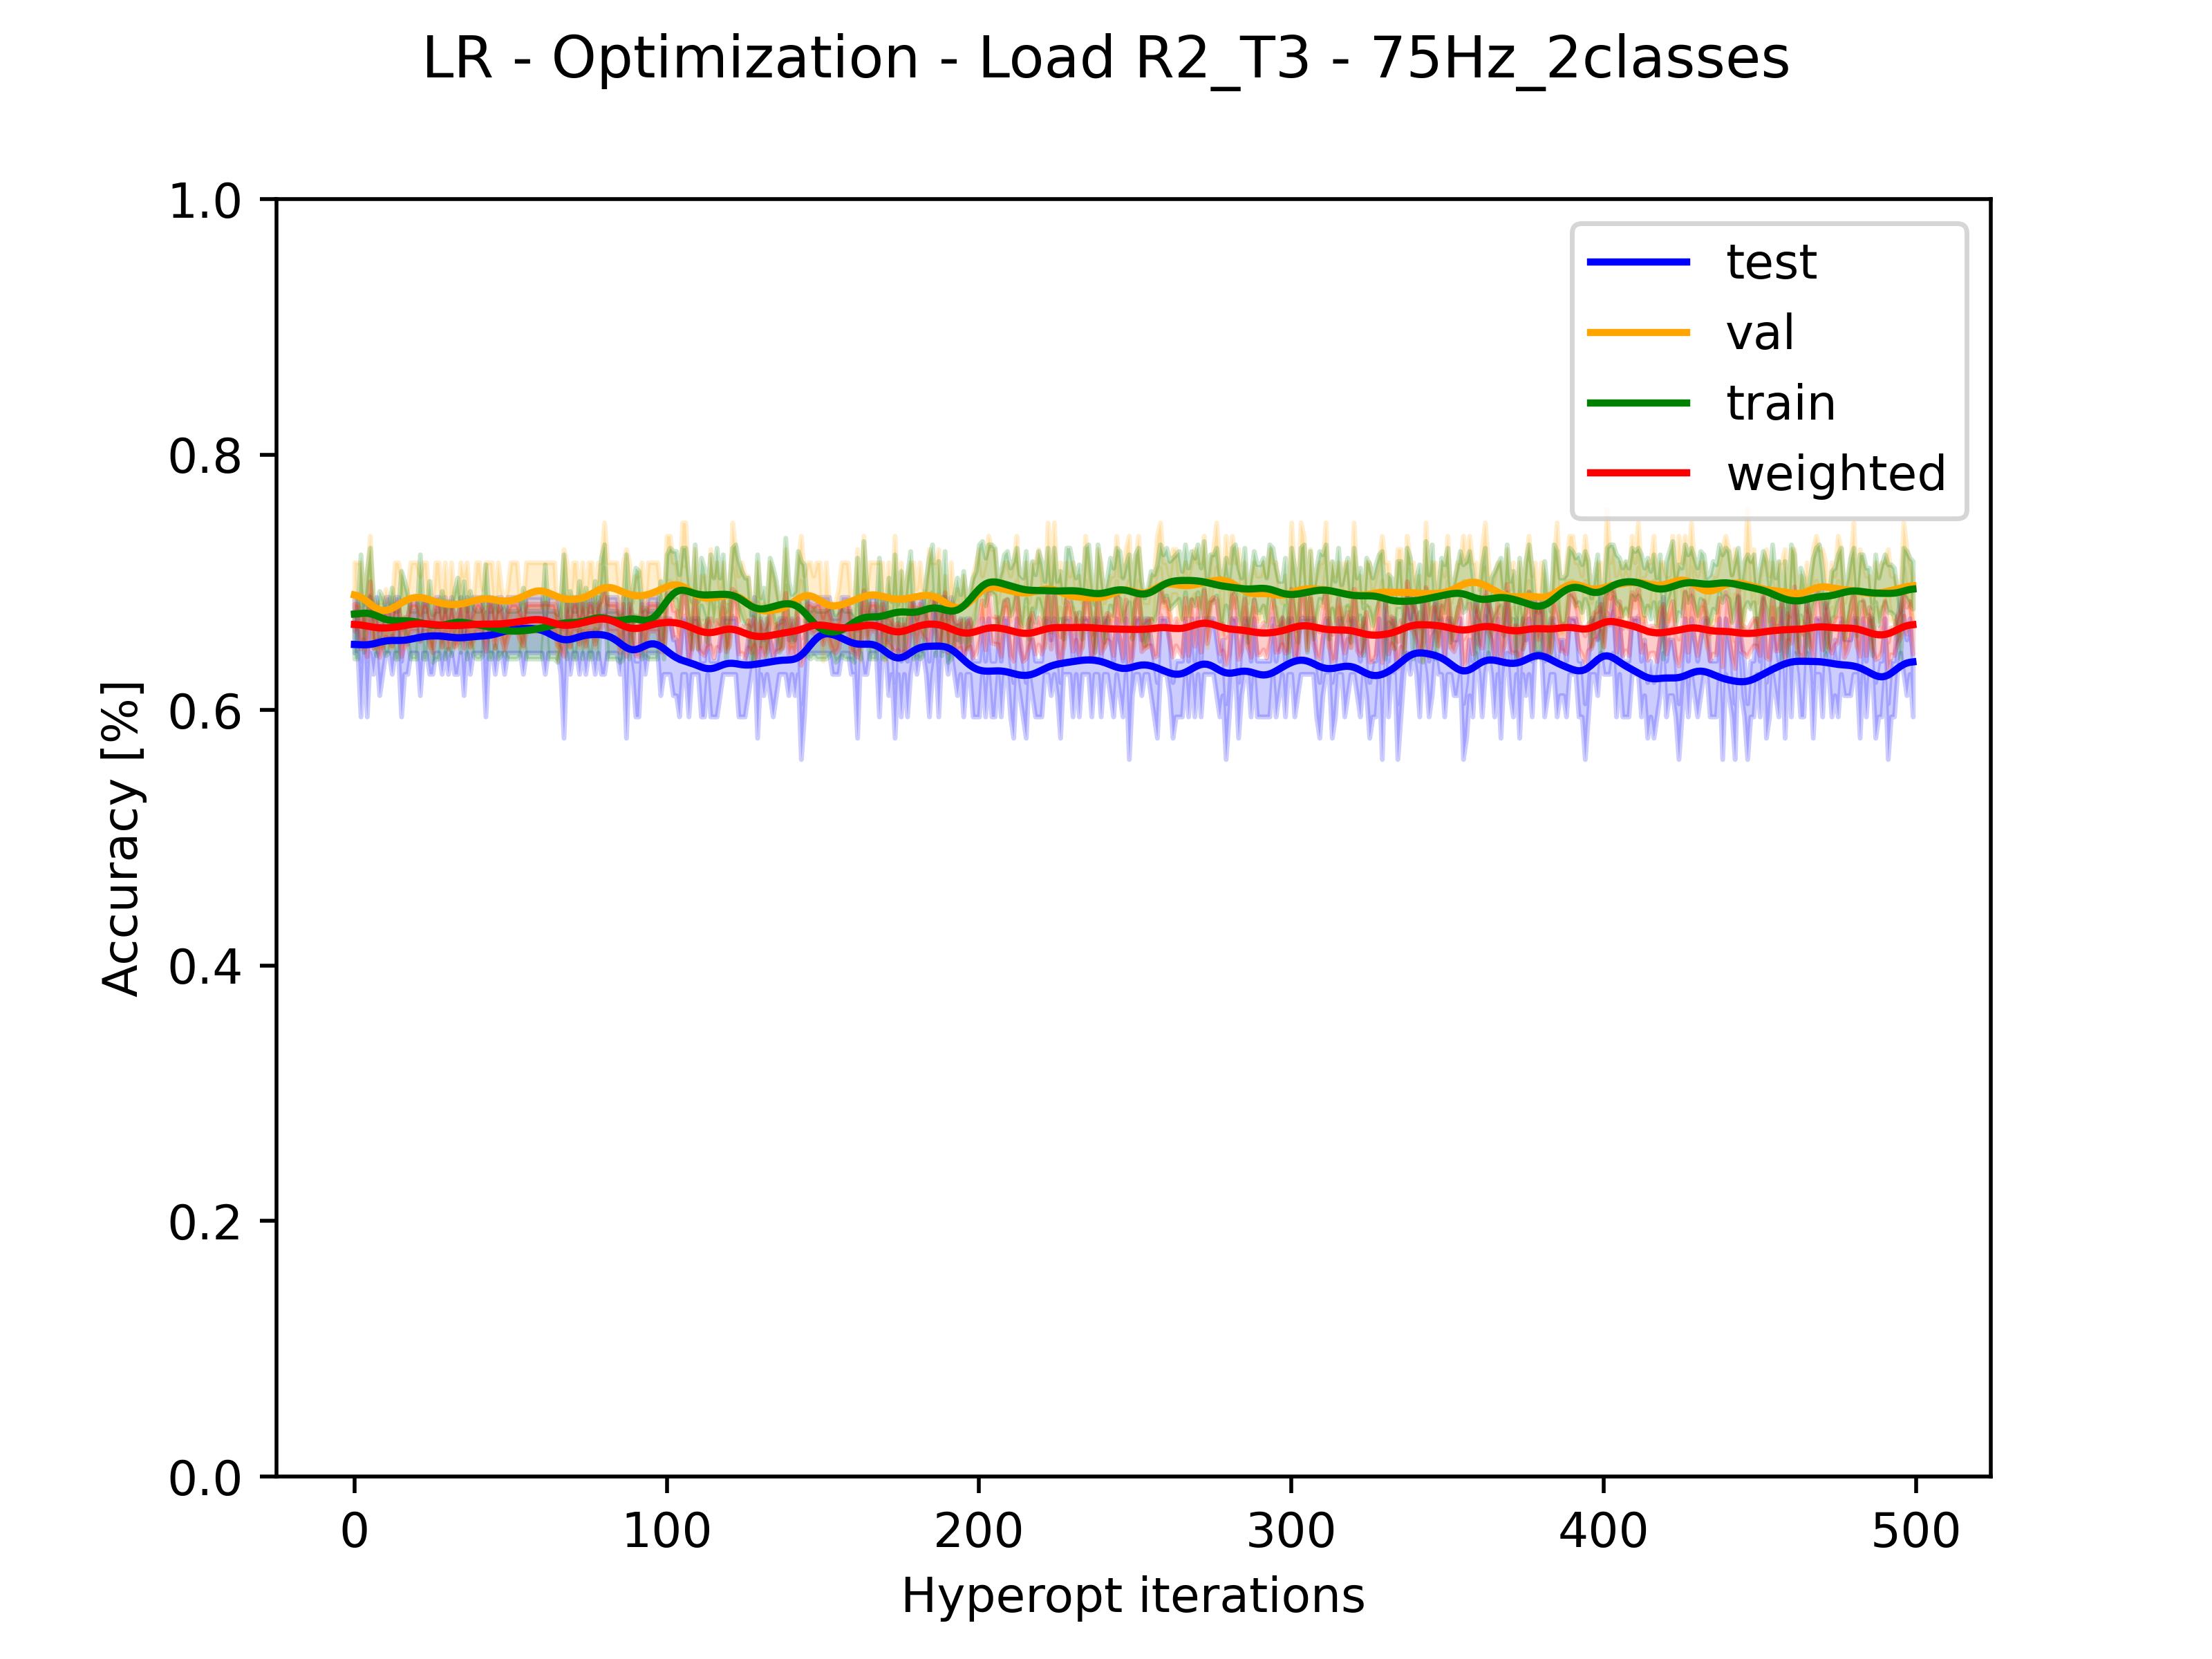 LR - Optimization - Load R2_T3 - 75Hz_2classes
1.0
0.8
0.6
0.4
0.2
0.0
Accuracy [%]
test
val
train
weighted
0 100 200 300 400 500
Hyperopt iterations